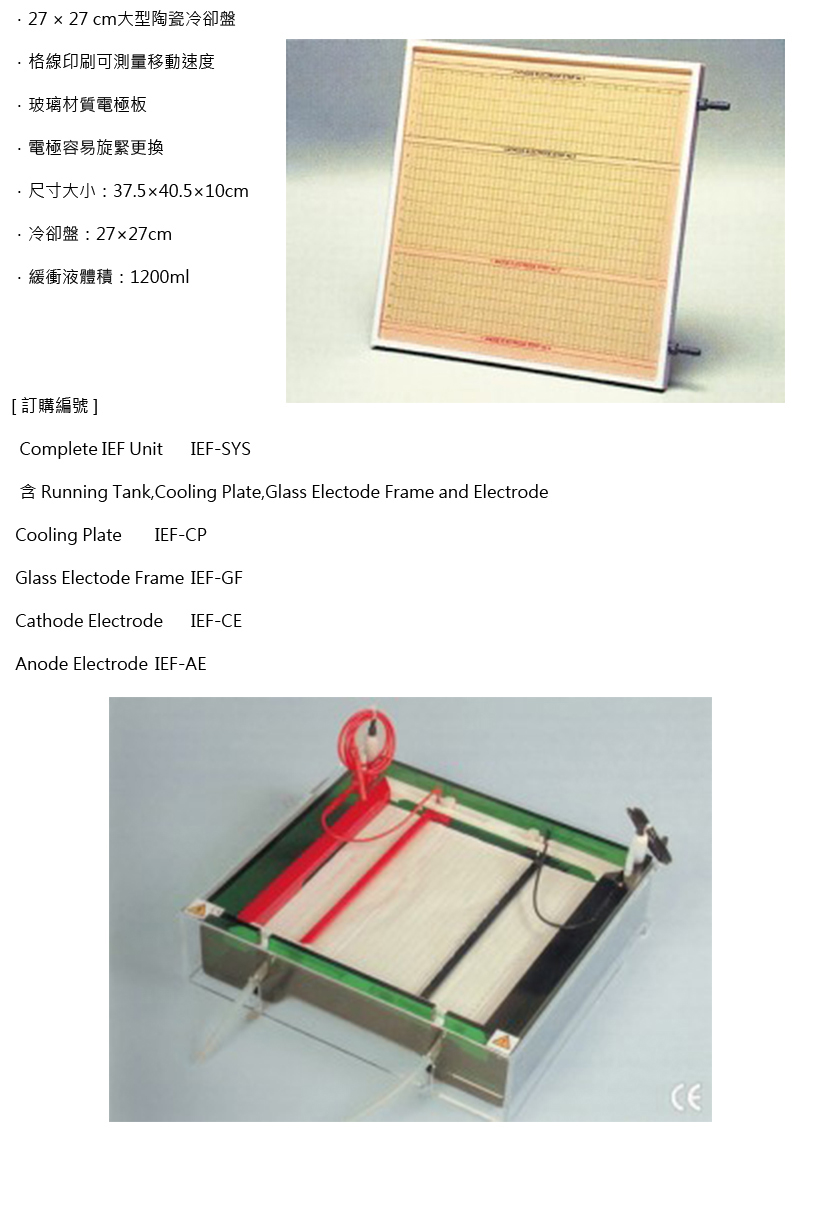 · 27 × 27 cm大型陶瓷冷卻盤
· 格線印刷可測量移動速度
· 玻璃材質電極板
· 電極容易旋緊更換
· 尺寸大小：37.5×40.5×10cm
· 冷卻盤：27×27cm
· 緩衝液體積：1200ml
[ 訂購編號 ]
Complete IEF Unit IEF-SYS
含 Running Tank,Cooling Plate,Glass Electode Frame and Electrode
Cooling Plate IEF-CP
Glass Electode Frame IEF-GF
Cathode Electrode IEF-CE
Anode Electrode IEF-AE
CE